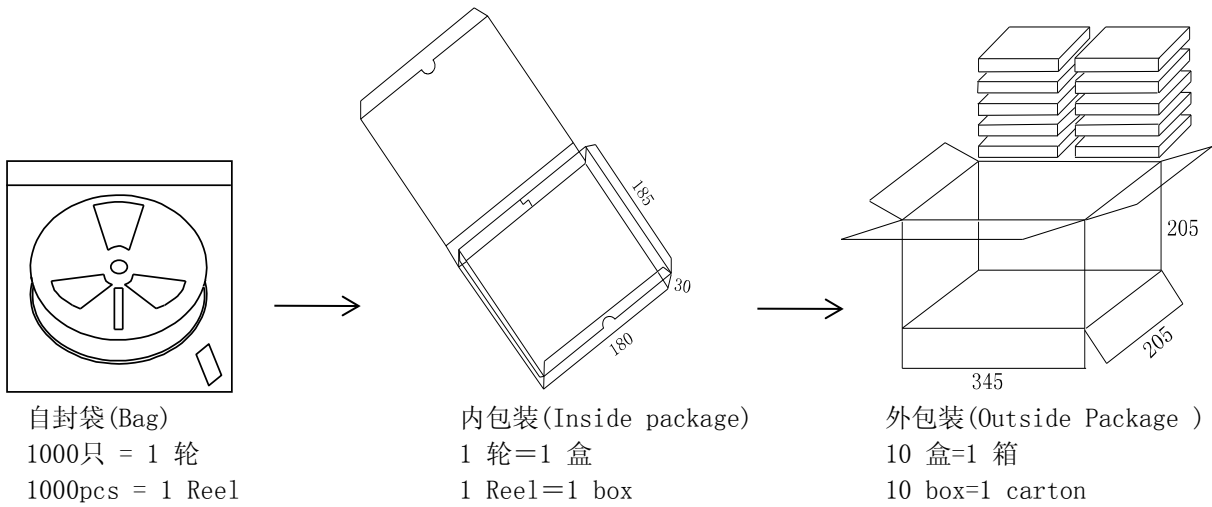 185
30
180
205
205
345
自封袋(Bag)
1000只 = 1 轮
1000pcs = 1 Reel
内包装(Inside package)
1 轮＝1 盒
1 Reel＝1 box
外包装(Outside Package )
10 盒=1 箱
10 box=1 carton